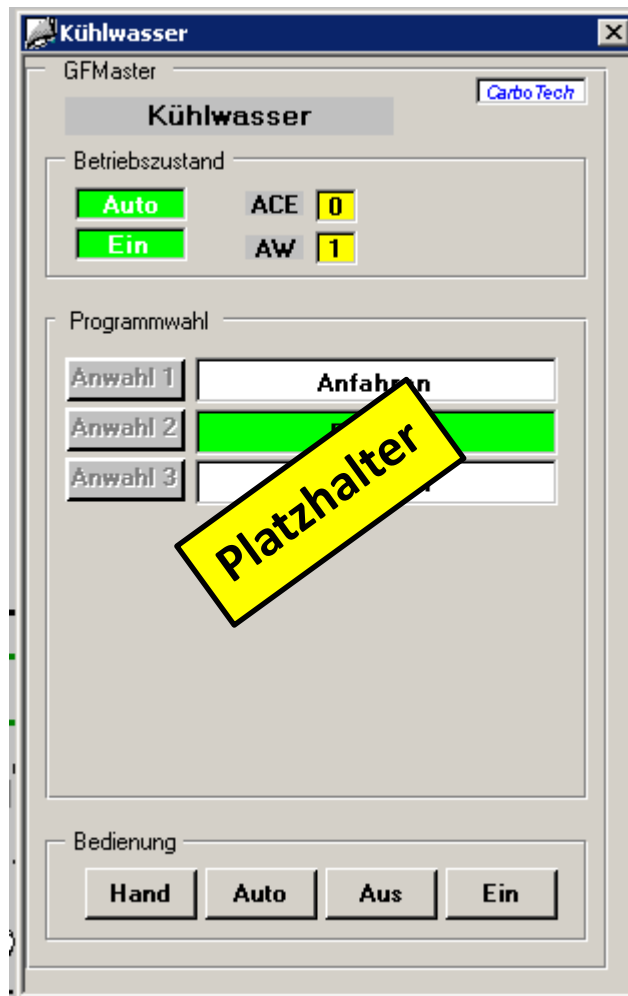 Kühlwasser
GFMaster
CarboTech
Kühlwasser
Betriebszustand
Auto ACE 0
Ein AW 1
Programmwahl
Anwahl 1 Anfahren
Anwahl 2
Anwahl 3
Platzhalter
Bedienung
Hand Auto Aus Ein